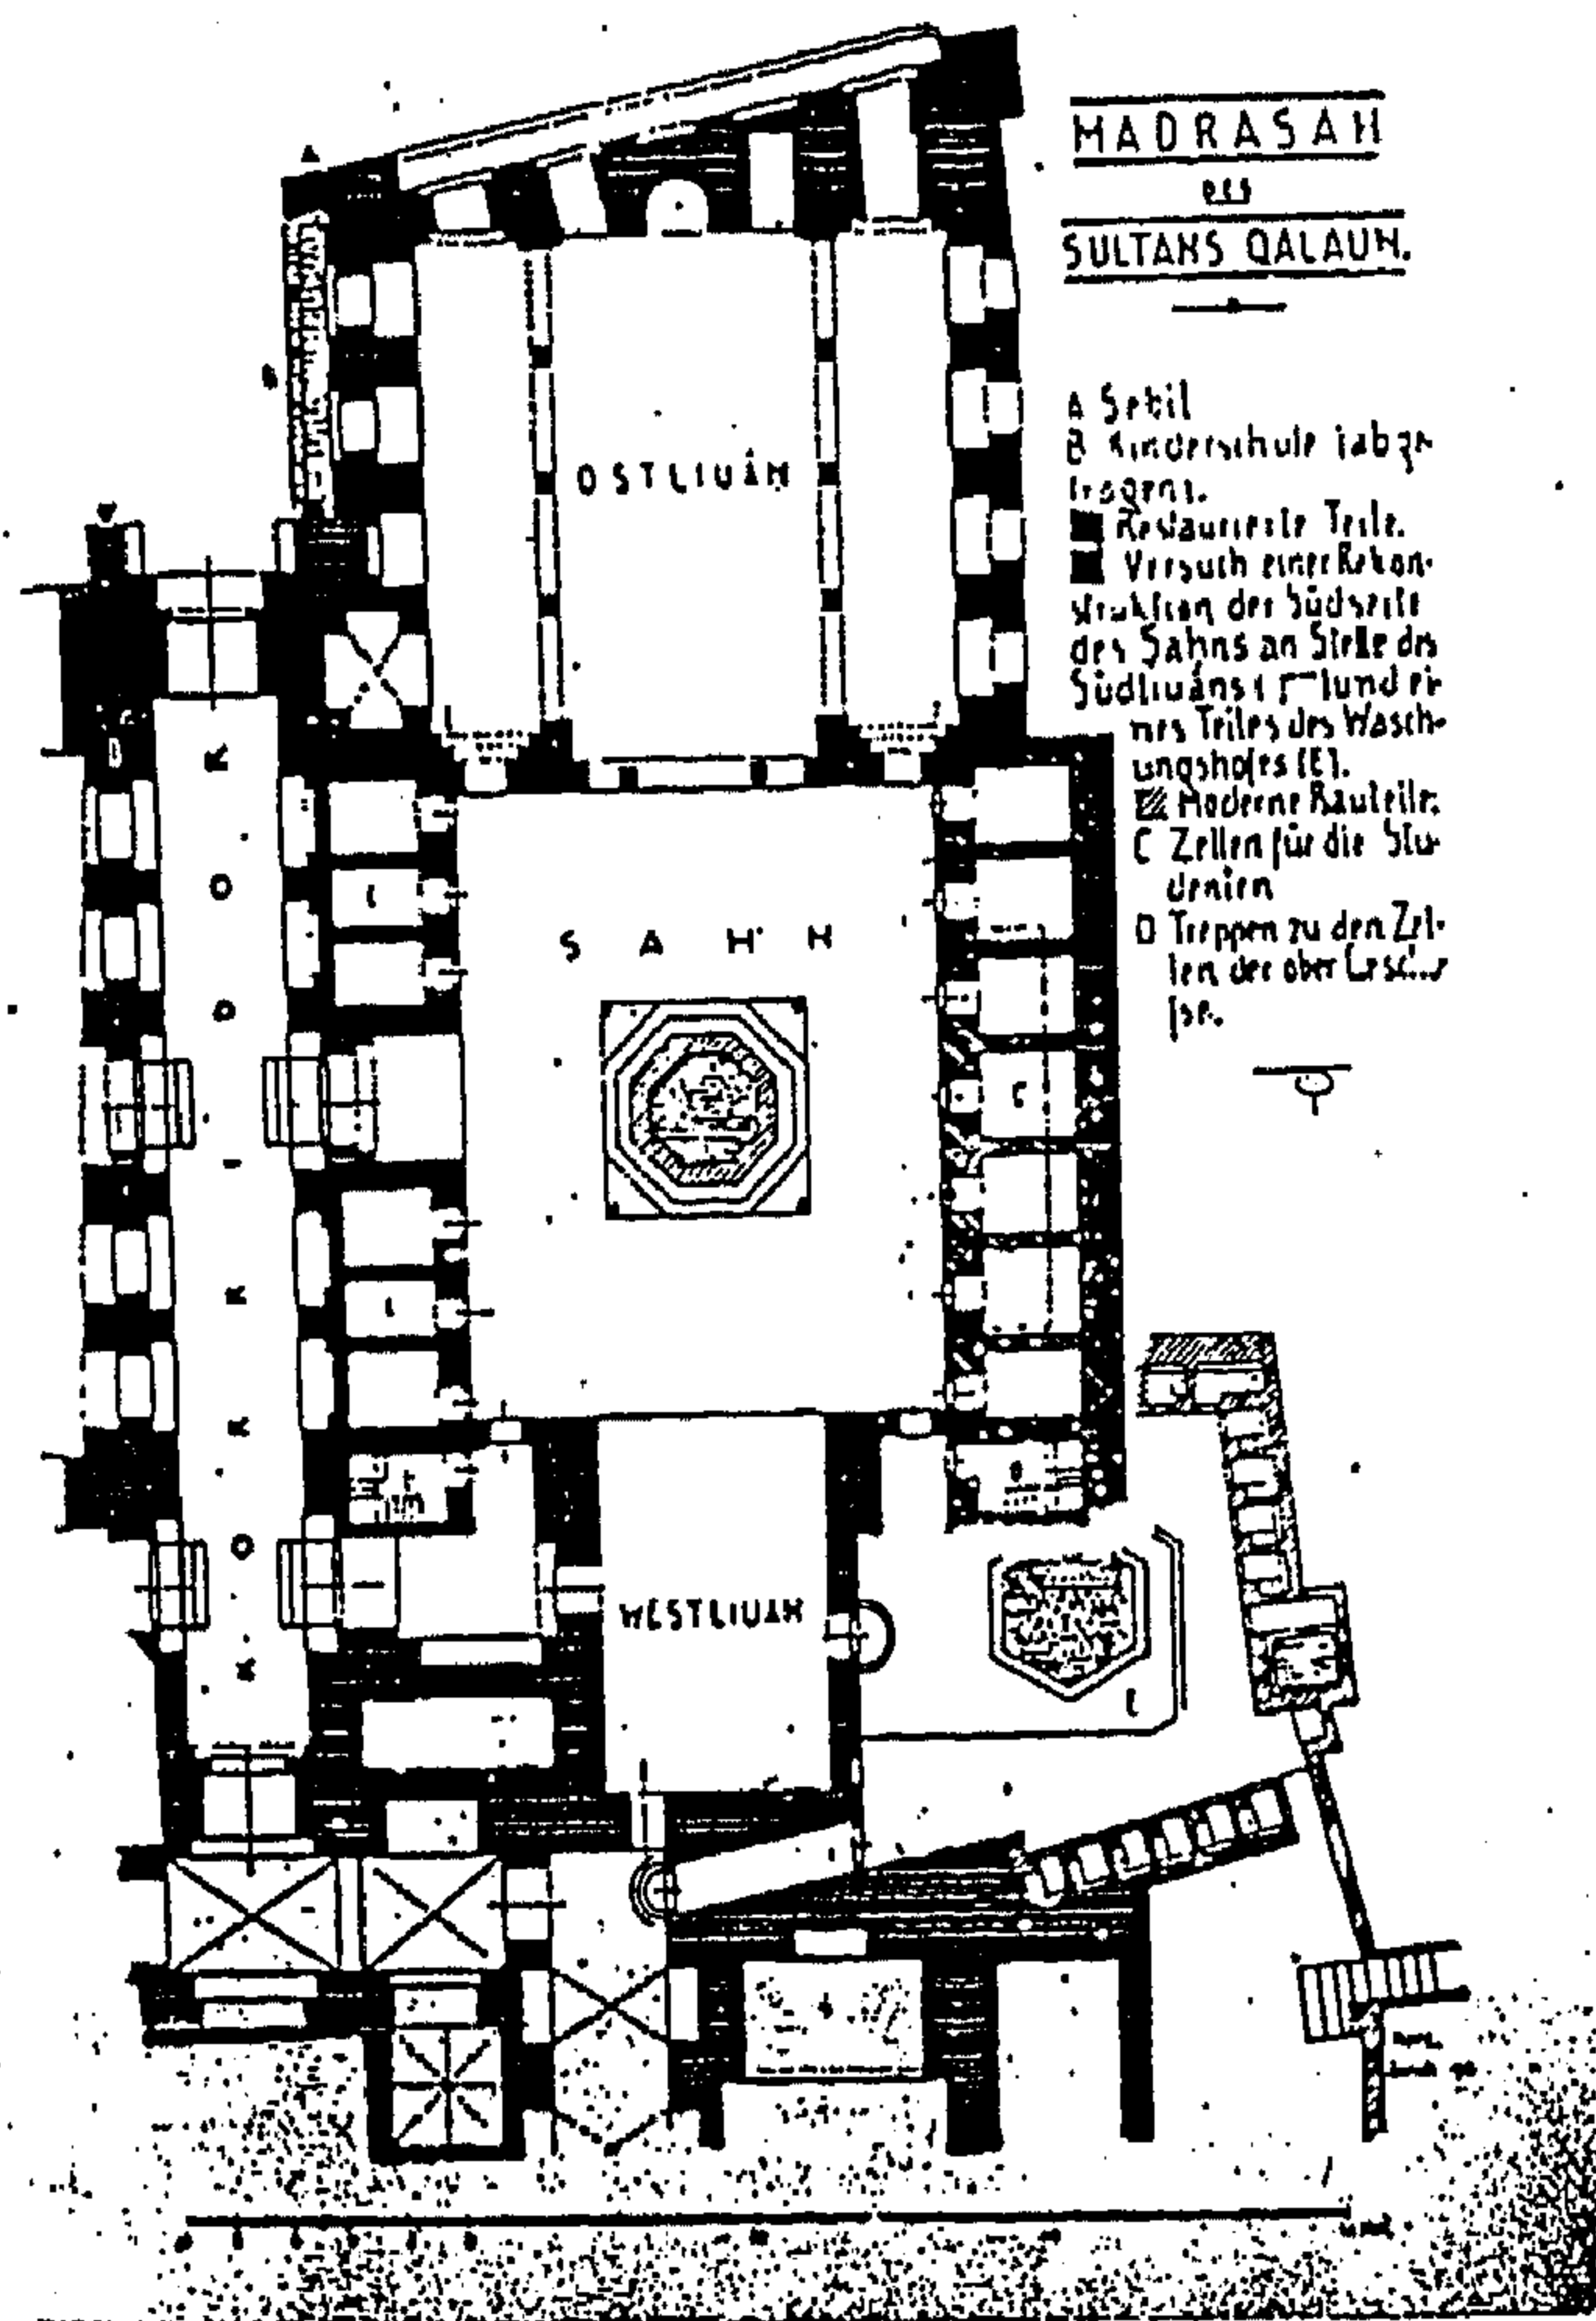 MADRASAH
DES
SULTANS QALAUN.
A Sebil
B Kinderschule (abge-
tragen).
Restaurierte Teile.
Versuch einer Rekon-
struktion der Südseite
des Sahns an Stelle des
Südliuâns ( ) und ei-
nes Teiles des Wasch-
ungshofes (E).
Moderne Bauteile.
C Zellen für die Stu-
denten
D Treppen zu den Zel-
len der ober Gescho-
sse.
A
B
OSTLIUÂN
D
K O R R I D O R
C
SAHN
C
C
D
WESTLIUÂN
E